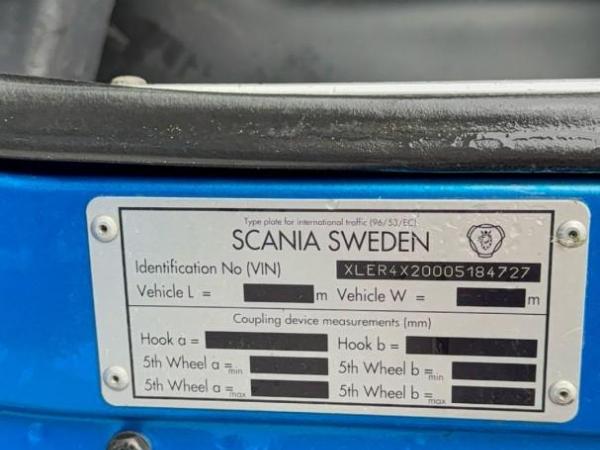 Type plate for international traffic (96/53/EC)
SCANIA SWEDEN
Identification No (VIN) XLER4X20005184727
Vehicle L = m Vehicle W = m
Coupling device measurements (mm)
Hook a = Hook b =
5th Wheel a = min 5th Wheel b = min
5th Wheel a = max 5th Wheel b = max